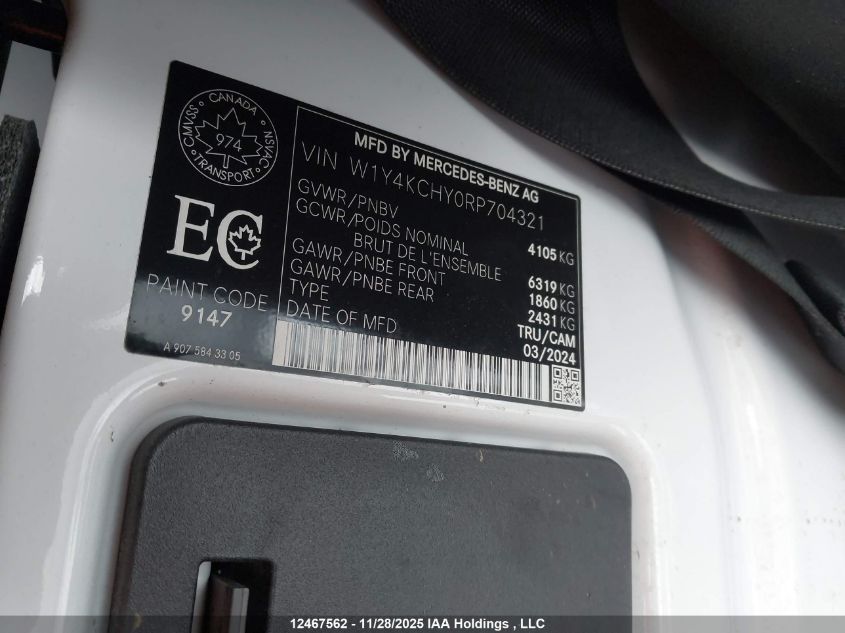 CMVSS CANADA NSVAC
974
TRANSPORT
EC
PAINT CODE
9147
A 907 584 33 05
MFD BY MERCEDES-BENZ AG
VIN W1Y4KCHY0RP704321
GVWR/PNBV 4105 KG
GCWR/POIDS NOMINAL
BRUT DE L'ENSEMBLE 6319 KG
GAWR/PNBE FRONT 1860 KG
GAWR/PNBE REAR 2431 KG
TYPE TRU/CAM
DATE OF MFD 03/2024
12467562 - 11/28/2025 IAA Holdings , LLC